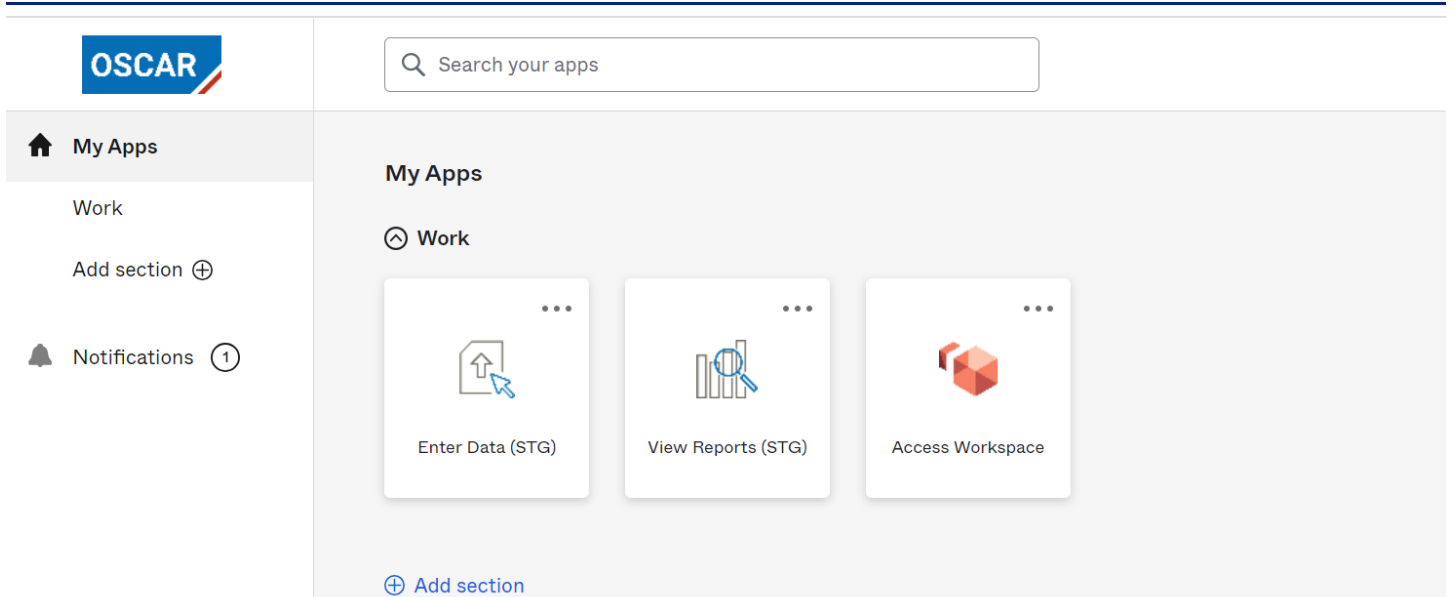 OSCAR
Search your apps
My Apps
Work
Add section
Notifications 1
My Apps
Work
Enter Data (STG)
View Reports (STG)
Access Workspace
Add section